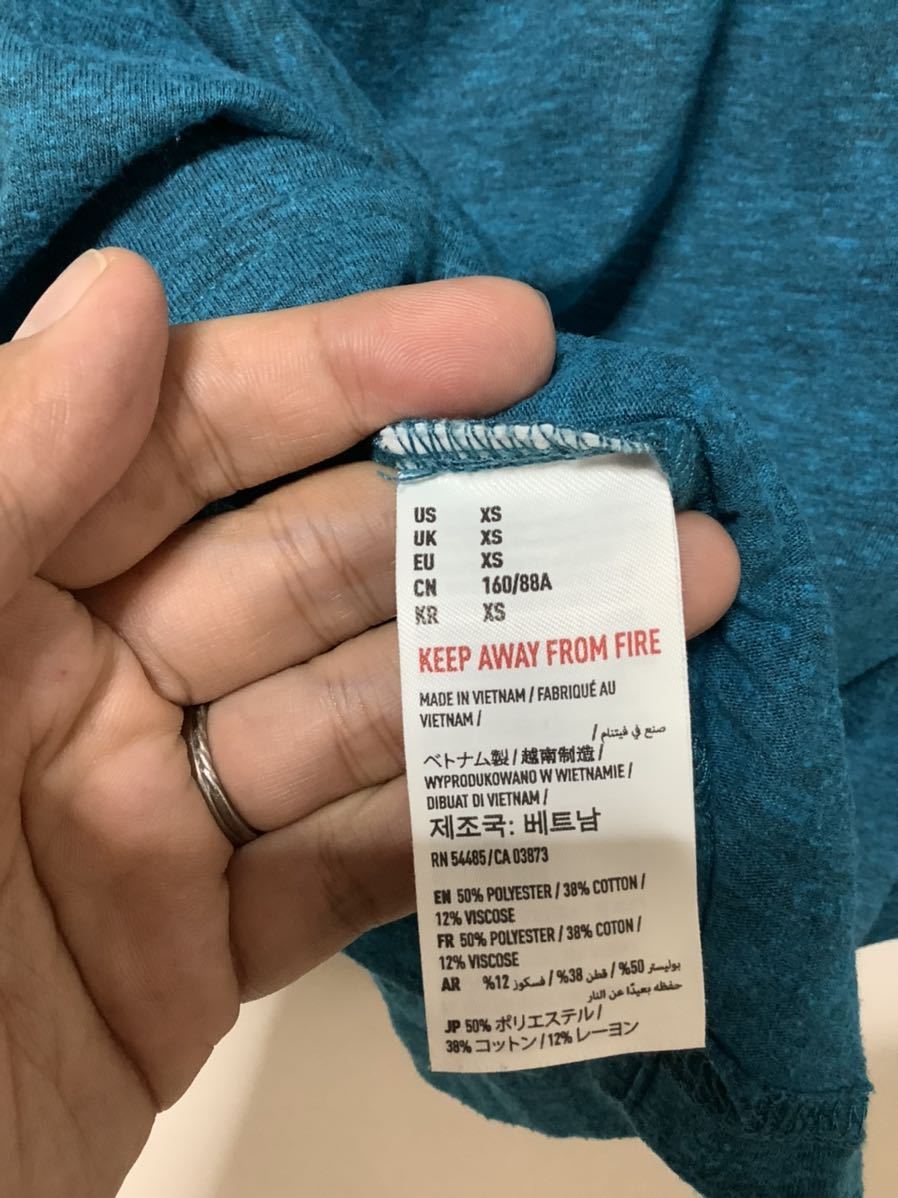 US XS
UK XS
EU XS
CN 160/88A
KR XS
KEEP AWAY FROM FIRE
MADE IN VIETNAM / FABRIQUÉ AU
VIETNAM /
صنع في فيتنام /
ベトナム製 / 越南制造 /
WYPRODUKOWANO W WIETNAMIE /
DIBUAT DI VIETNAM /
제조국: 베트남
RN 54485 / CA 03873
EN 50% POLYESTER / 38% COTTON /
12% VISCOSE
FR 50% POLYESTER / 38% COTON /
12% VISCOSE
AR بوليستر 50% / قطن 38% / فسكوز 12%
حفظه بعيدًا عن النار
JP 50% ポリエステル /
38% コットン / 12% レーヨン